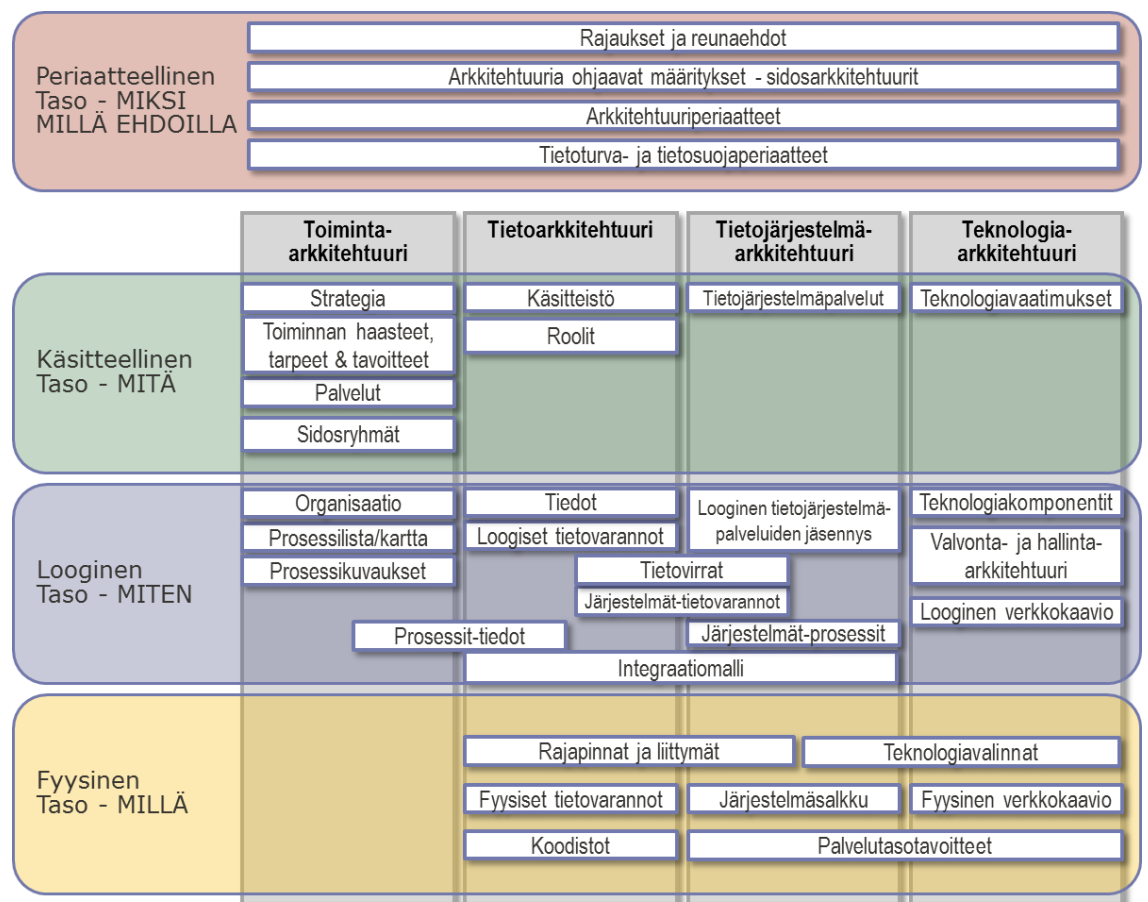 Periaatteellinen
Taso - MIKSI
MILLÄ EHDOILLA
Rajaukset ja reunaehdot
Arkkitehtuuria ohjaavat määritykset - sidosarkkitehtuurit
Arkkitehtuuriperiaatteet
Tietoturva- ja tietosuojaperiaatteet
Toiminta-
arkkitehtuuri
Tietoarkkitehtuuri
Tietojärjestelmä-
arkkitehtuuri
Teknologia-
arkkitehtuuri
Käsitteellinen
Taso - MITÄ
Strategia
Toiminnan haasteet,
tarpeet & tavoitteet
Palvelut
Sidosryhmät
Käsitteistö
Roolit
Tietojärjestelmäpalvelut
Teknologiavaatimukset
Looginen
Taso - MITEN
Organisaatio
Prosessilista/kartta
Prosessikuvaukset
Tiedot
Loogiset tietovarannot
Looginen tietojärjestelmä-
palveluiden jäsennys
Tietovirrat
Järjestelmät-tietovarannot
Prosessit-tiedot
Järjestelmät-prosessit
Integraatiomalli
Teknologiakomponentit
Valvonta- ja hallinta-
arkkitehtuuri
Looginen verkkokaavio
Fyysinen
Taso - MILLÄ
Rajapinnat ja liittymät
Teknologiavalinnat
Fyysiset tietovarannot
Järjestelmäsalkku
Fyysinen verkkokaavio
Koodistot
Palvelutasotavoitteet